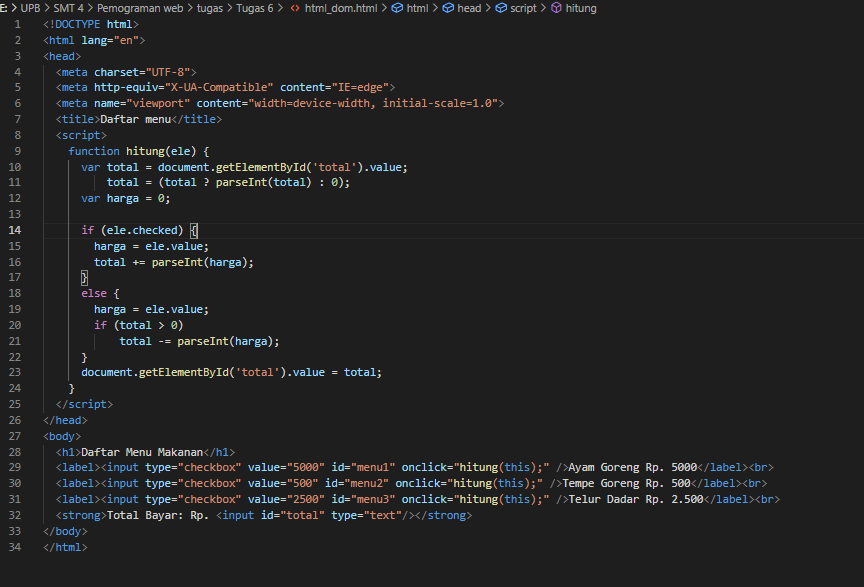 E: > UPB > SMT 4 > Pemograman web > tugas > Tugas 6 > <> html_dom.html > html > head > script > hitung
1 <!DOCTYPE html>
2 <html lang="en">
3 <head>
4 <meta charset="UTF-8">
5 <meta http-equiv="X-UA-Compatible" content="IE=edge">
6 <meta name="viewport" content="width=device-width, initial-scale=1.0">
7 <title>Daftar menu</title>
8 <script>
9 function hitung(ele) {
10 var total = document.getElementById('total').value;
11 total = (total ? parseInt(total) : 0);
12 var harga = 0;
13
14 if (ele.checked) {
15 harga = ele.value;
16 total += parseInt(harga);
17 }
18 else {
19 harga = ele.value;
20 if (total > 0)
21 total -= parseInt(harga);
22 }
23 document.getElementById('total').value = total;
24 }
25 </script>
26 </head>
27 <body>
28 <h1>Daftar Menu Makanan</h1>
29 <label><input type="checkbox" value="5000" id="menu1" onclick="hitung(this);" />Ayam Goreng Rp. 5000</label><br>
30 <label><input type="checkbox" value="500" id="menu2" onclick="hitung(this);" />Tempe Goreng Rp. 500</label><br>
31 <label><input type="checkbox" value="2500" id="menu3" onclick="hitung(this);" />Telur Dadar Rp. 2.500</label><br>
32 <strong>Total Bayar: Rp. <input id="total" type="text"/></strong>
33 </body>
34 </html>